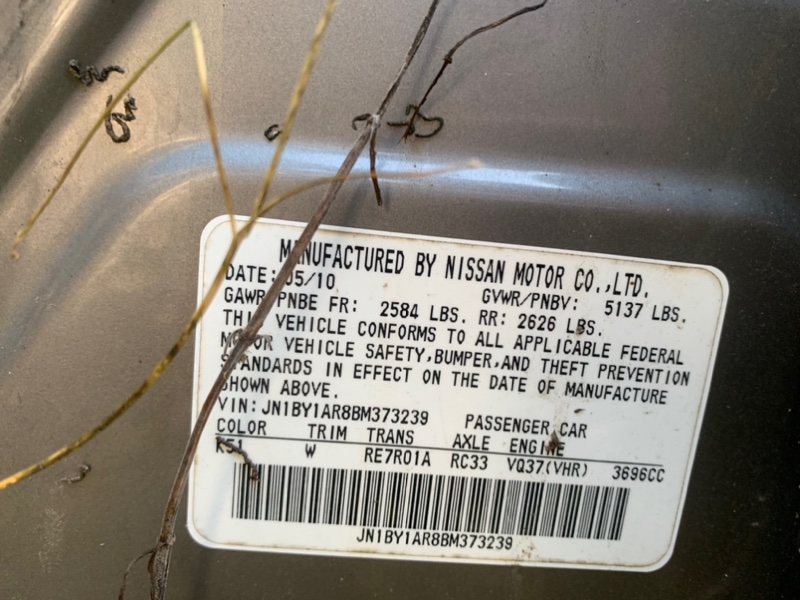 MANUFACTURED BY NISSAN MOTOR CO.,LTD.
DATE: 05/10 GVWR/PNBV: 5137 LBS.
GAWR/PNBE FR: 2584 LBS. RR: 2626 LBS.
THIS VEHICLE CONFORMS TO ALL APPLICABLE FEDERAL
MOTOR VEHICLE SAFETY,BUMPER,AND THEFT PREVENTION
STANDARDS IN EFFECT ON THE DATE OF MANUFACTURE
SHOWN ABOVE.
VIN: JN1BY1AR8BM373239 PASSENGER CAR
COLOR TRIM TRANS AXLE ENGINE
K51 W RE7R01A RC33 VQ37(VHR) 3696CC
JN1BY1AR8BM373239